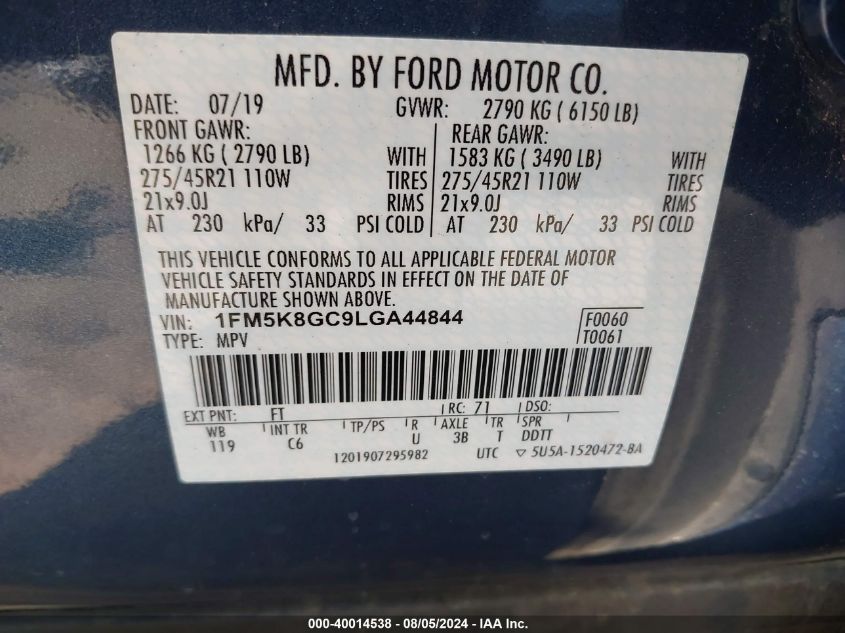 MFD. BY FORD MOTOR CO.
DATE: 07/19 GVWR: 2790 KG ( 6150 LB)
FRONT GAWR: REAR GAWR:
1266 KG ( 2790 LB) WITH 1583 KG ( 3490 LB) WITH
275/45R21 110W TIRES 275/45R21 110W TIRES
21x9.0J RIMS 21x9.0J RIMS
AT 230 kPa/ 33 PSI COLD AT 230 kPa/ 33 PSI COLD
THIS VEHICLE CONFORMS TO ALL APPLICABLE FEDERAL MOTOR
VEHICLE SAFETY STANDARDS IN EFFECT ON THE DATE OF
MANUFACTURE SHOWN ABOVE.
VIN: 1FM5K8GC9LGA44844 F0060
TYPE: MPV T0061
EXT PNT: FT RC: 71 DSO:
WB INT TR TP/PS R AXLE TR SPR
119 C6 U 3B T DDTT
1201907295982 UTC ▽ 5U5A-1520472-BA
000-40014538 - 08/05/2024 - IAAI.com - Copyright IAA, Inc.